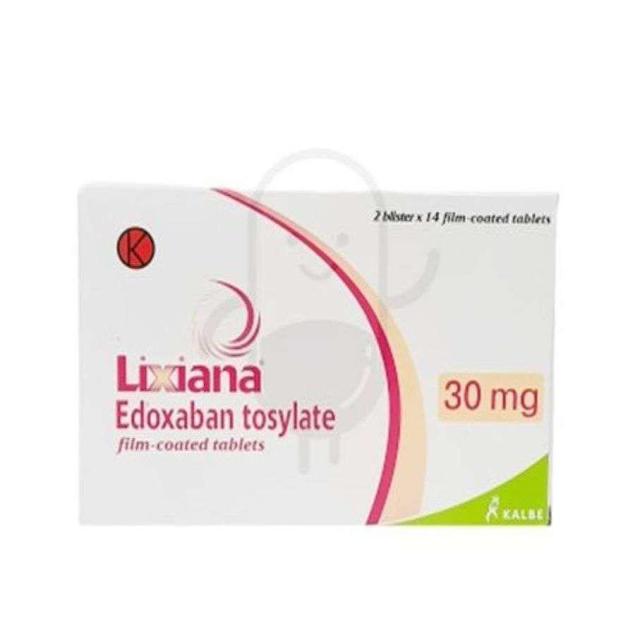 2 blister x 14 film-coated tablets
K
Lixiana®
Edoxaban tosylate
film-coated tablets
30 mg
KALBE